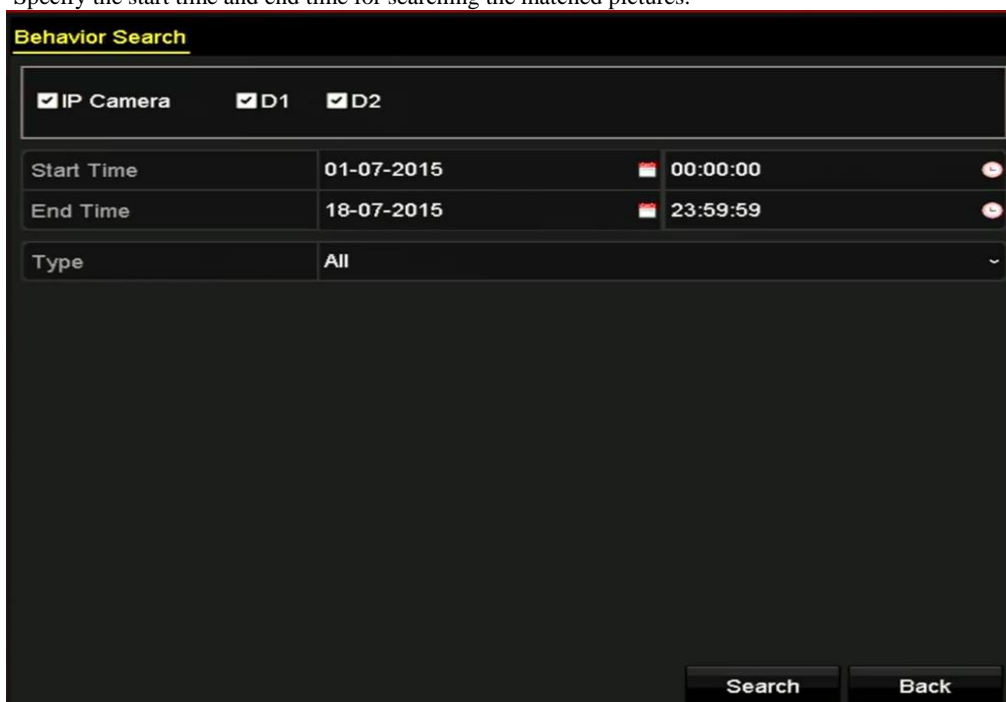 Specify the start time and end time for searching the matched pictures.
Behavior Search
IP Camera D1 D2
Start Time 01-07-2015 00:00:00
End Time 18-07-2015 23:59:59
Type All
Search Back